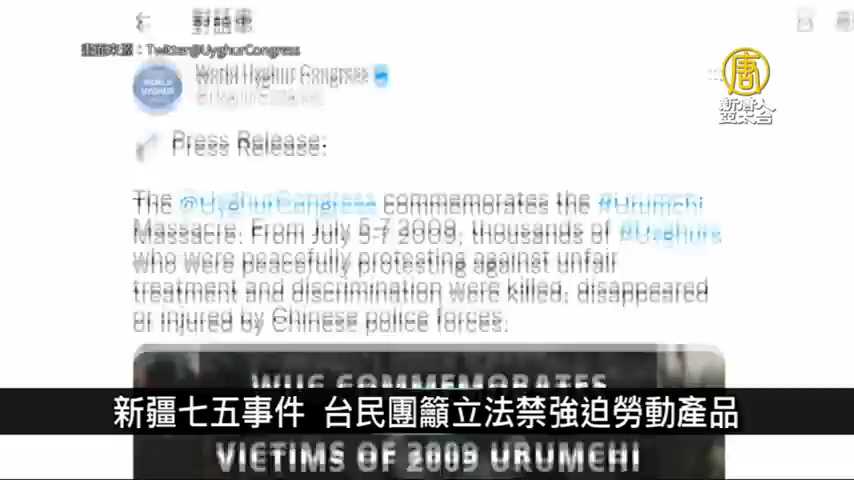 對話串
畫面來源：Twitter@UyghurCongress
World Uyghur Congress
WORLD UYGHUR
唐
新唐人
亞太台
Press Release:
The @UyghurCongress commemorates the #Urumchi
Massacre. From July 5-7 2009, thousands of #Uyghurs
who were peacefully protesting against unfair
treatment and discrimination were killed, disappeared
or injured by Chinese police forces.
WUC COMMEMORATES
新疆七五事件 台民團籲立法禁強迫勞動產品
VICTIMS OF 2009 URUMCHI